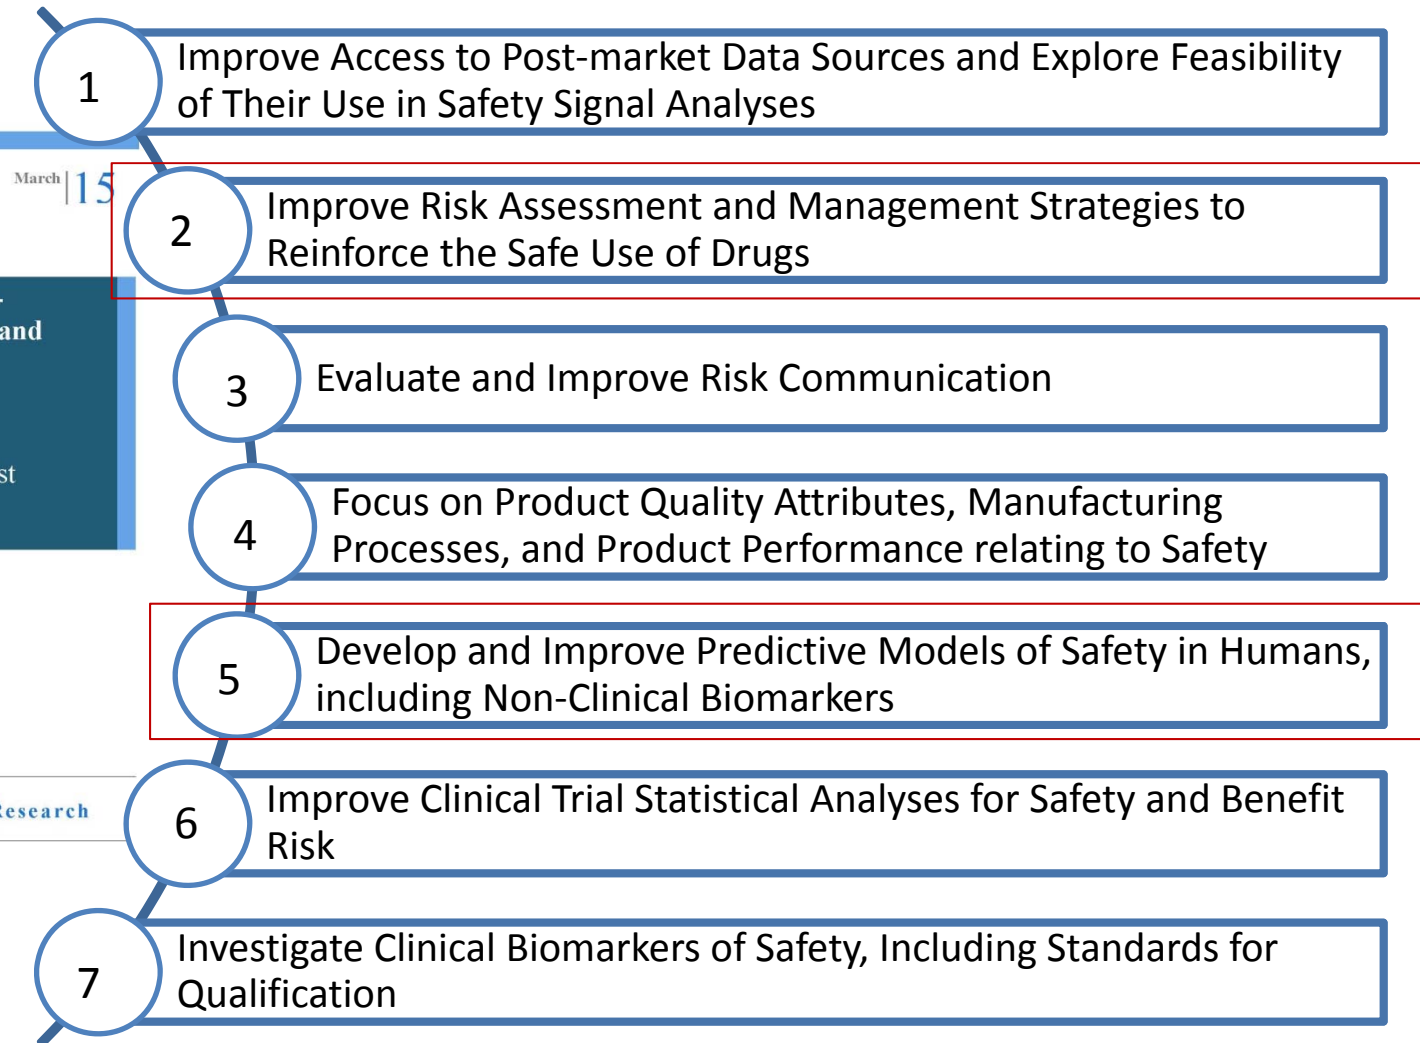 1
Improve Access to Post-market Data Sources and Explore Feasibility
of Their Use in Safety Signal Analyses
March | 15
2
Improve Risk Assessment and Management Strategies to
Reinforce the Safe Use of Drugs
and
3
Evaluate and Improve Risk Communication
st
4
Focus on Product Quality Attributes, Manufacturing
Processes, and Product Performance relating to Safety
5
Develop and Improve Predictive Models of Safety in Humans,
including Non-Clinical Biomarkers
Research
6
Improve Clinical Trial Statistical Analyses for Safety and Benefit
Risk
7
Investigate Clinical Biomarkers of Safety, Including Standards for
Qualification